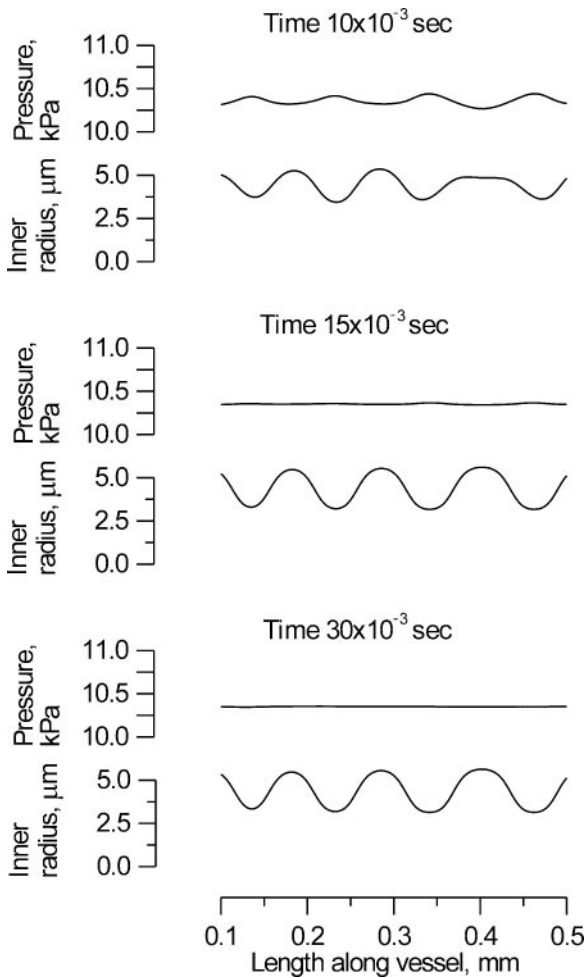 Time 10x10⁻³ sec
Pressure, kPa
11.0
10.5
10.0
Inner radius, μm
5.0
2.5
0.0
Time 15x10⁻³ sec
Pressure, kPa
11.0
10.5
10.0
Inner radius, μm
5.0
2.5
0.0
Time 30x10⁻³ sec
Pressure, kPa
11.0
10.5
10.0
Inner radius, μm
5.0
2.5
0.0
0.1 0.2 0.3 0.4 0.5
Length along vessel, mm